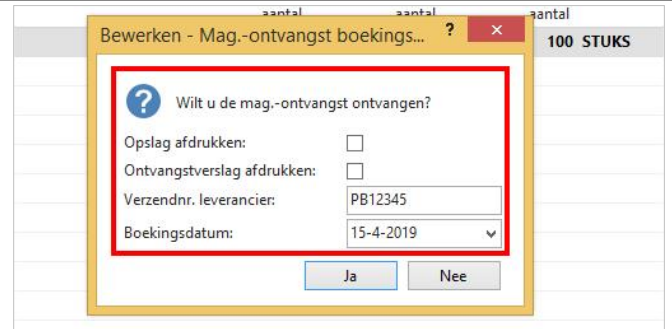 aantal aantal aantal
Bewerken - Mag.-ontvangst boekings... ? ×
100 STUKS
? Wilt u de mag.-ontvangst ontvangen?
Opslag afdrukken:
Ontvangstverslag afdrukken:
Verzendnr. leverancier: PB12345
Boekingsdatum: 15-4-2019
Ja Nee